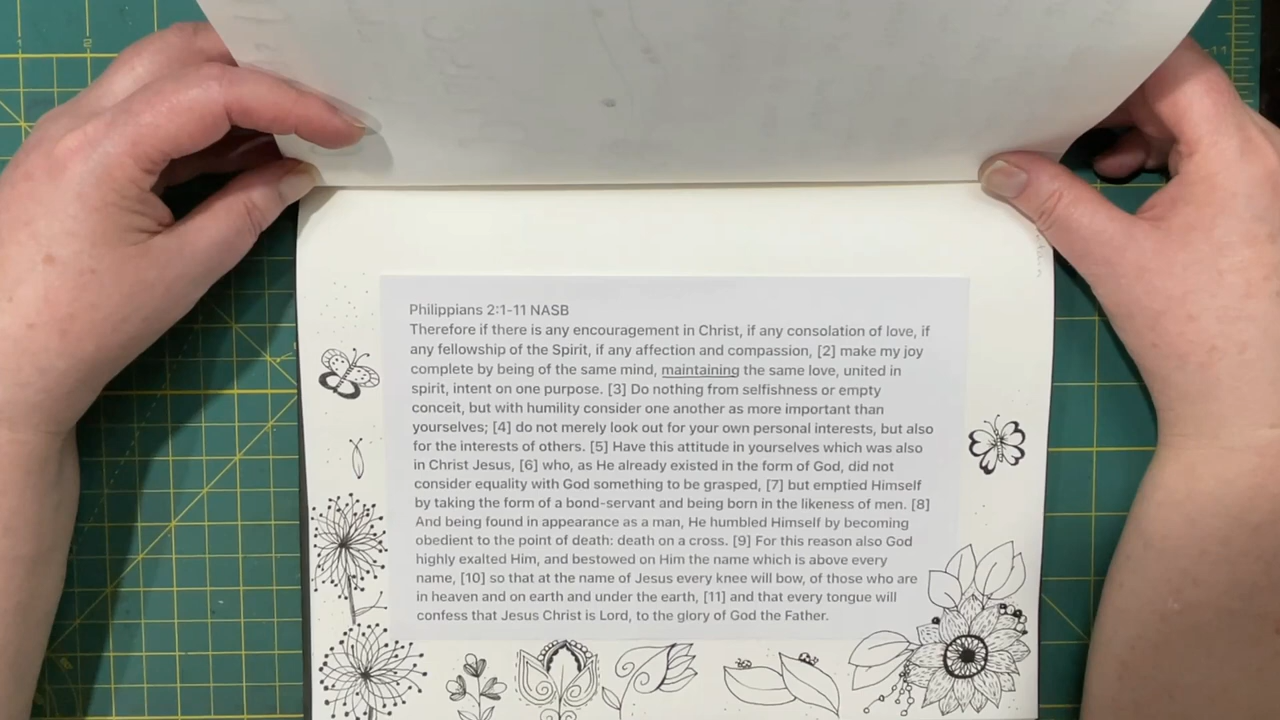 Philippians 2:1-11 NASB
Therefore if there is any encouragement in Christ, if any consolation of love, if
any fellowship of the Spirit, if any affection and compassion, [2] make my joy
complete by being of the same mind, maintaining the same love, united in
spirit, intent on one purpose. [3] Do nothing from selfishness or empty
conceit, but with humility consider one another as more important than
yourselves; [4] do not merely look out for your own personal interests, but also
for the interests of others. [5] Have this attitude in yourselves which was also
in Christ Jesus, [6] who, as He already existed in the form of God, did not
consider equality with God something to be grasped, [7] but emptied Himself
by taking the form of a bond-servant and being born in the likeness of men. [8]
And being found in appearance as a man, He humbled Himself by becoming
obedient to the point of death: death on a cross. [9] For this reason also God
highly exalted Him, and bestowed on Him the name which is above every
name, [10] so that at the name of Jesus every knee will bow, of those who are
in heaven and on earth and under the earth, [11] and that every tongue will
confess that Jesus Christ is Lord, to the glory of God the Father.